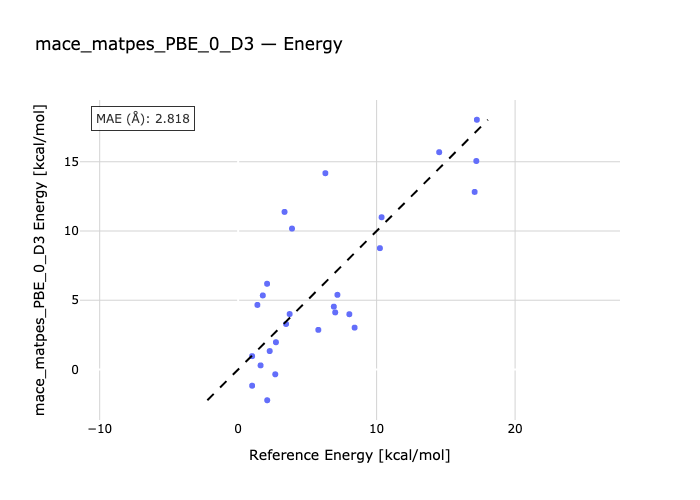 mace_matpes_PBE_0_D3 — Energy
MAE (Å): 2.818
mace_matpes_PBE_0_D3 Energy [kcal/mol]
15
10
5
0
−10
0
10
20
Reference Energy [kcal/mol]